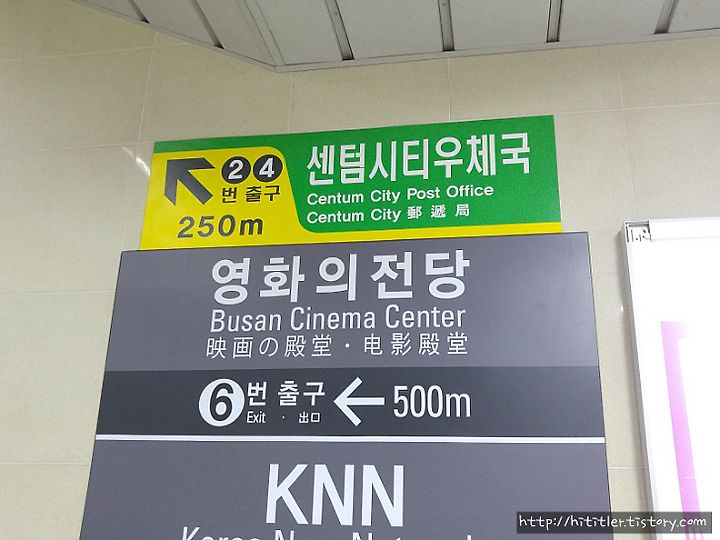 24 센텀시티우체국
번 출구 Centum City Post Office
250m Centum City 郵遞局
영화의전당
Busan Cinema Center
映画の殿堂·电影殿堂
6 번 출구 500m
Exit · 出口
KNN
http://hititler.tistory.com